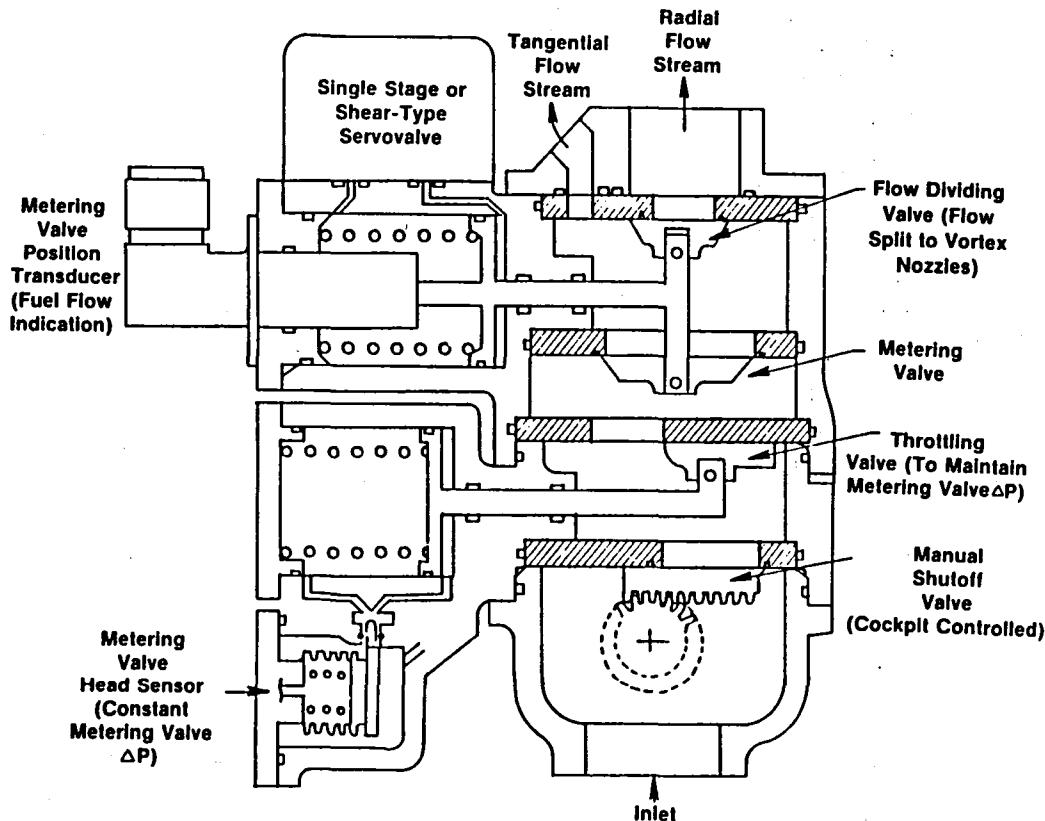 Radial
Flow
Stream
Tangential
Flow
Stream
Single Stage or
Shear-Type
Servovalve
Metering
Valve
Position
Transducer
(Fuel Flow
Indication)
Flow Dividing
Valve (Flow
Split to Vortex
Nozzles)
Metering
Valve
Throttling
Valve (To Maintain
Metering Valve ΔP)
Manual
Shutoff
Valve
(Cockpit Controlled)
Metering
Valve
Head Sensor
(Constant
Metering Valve
ΔP)
Inlet